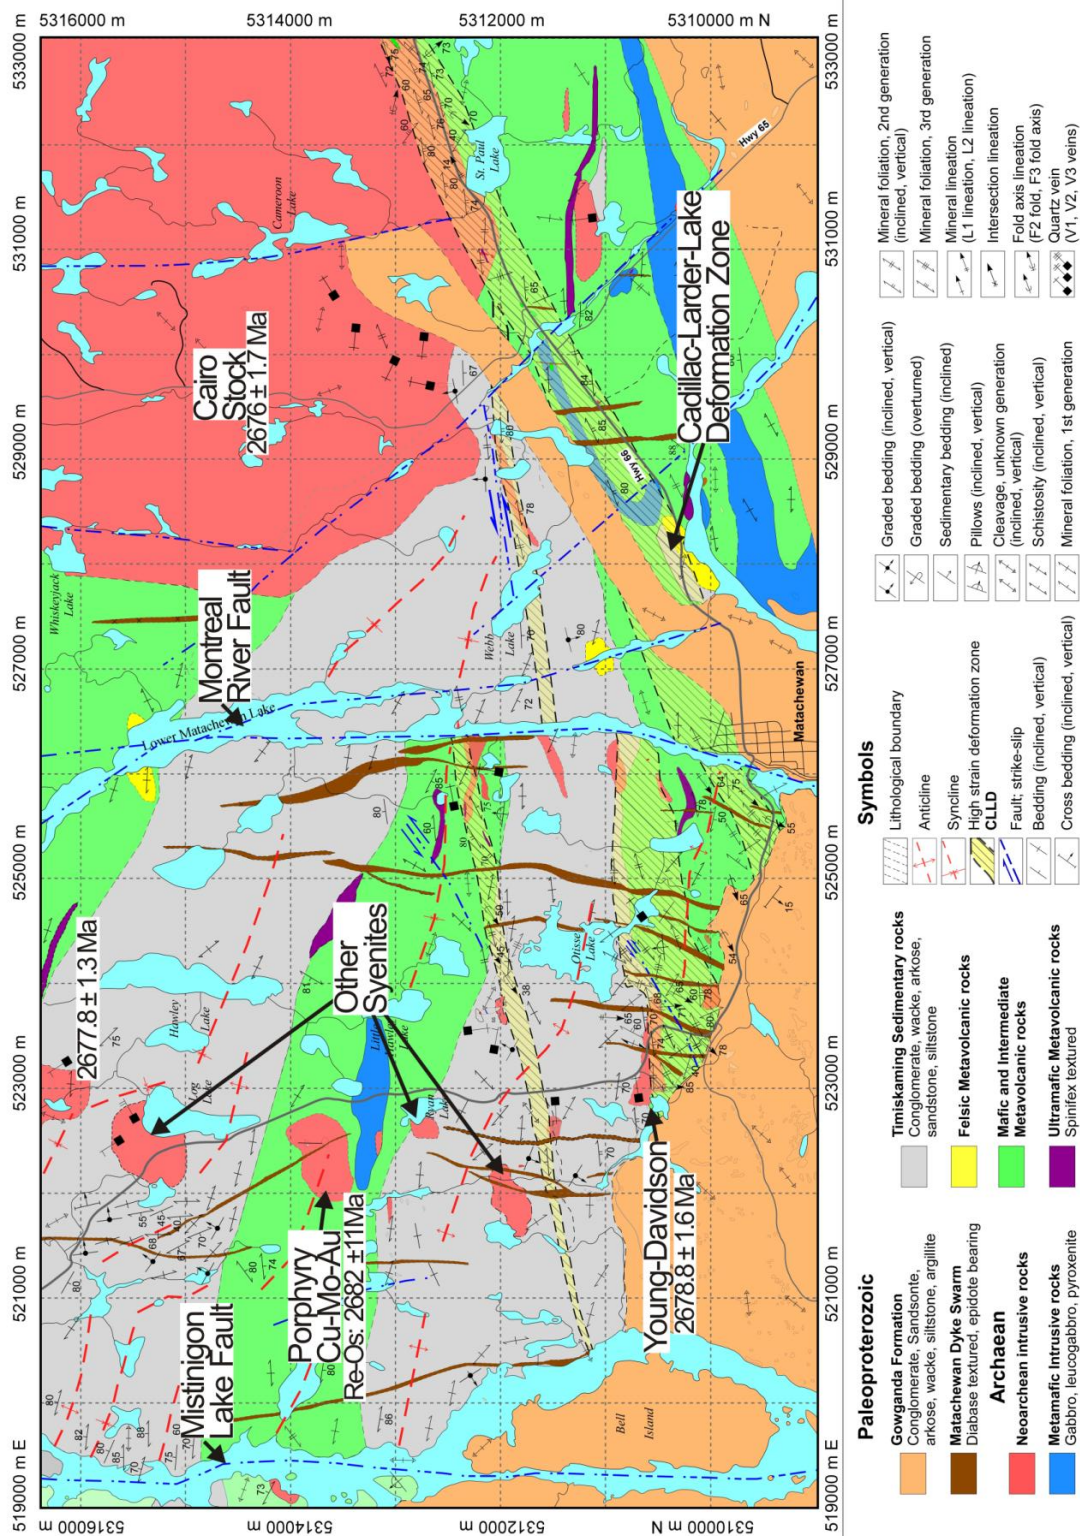 5316000 m
5314000 m
5312000 m
5310000 m N
533000 m
531000 m
529000 m
527000 m
525000 m
523000 m
521000 m
519000 m E
5316000 m
5314000 m
5312000 m
5310000 m N
Cameroon
Lake
St. Paul
Lake
Hwy 65
Cairo
Stock
2676 ± 1.7 Ma
Cadillac-Larder-Lake
Deformation Zone
Hwy 66
Whiskeyjack
Lake
Montreal
River Fault
Lower Matachewan Lake
Webb
Lake
Matachewan
2677.8 ± 1.3 Ma
Other
Syenites
Hawley
Lake
Lake
Little
Lake
Otisse
Lake
Ryan
Lake
Mistinigon
Lake Fault
Porphyry
Cu-Mo-Au
Re-Os: 2682 ±11Ma
Young-Davidson
2678.8 ± 1.6 Ma
Bell
Island
Paleoproterozoic
Gowganda Formation
Conglomerate, Sandsonte,
arkose, wacke, siltstone, argillite
Matachewan Dyke Swarm
Diabase textured, epidote bearing
Archaean
Neoarchean intrusive rocks
Metamafic Intrusive rocks
Gabbro, leucogabbro, pyroxenite
Timiskaming Sedimentary rocks
Conglomerate, wacke, arkose,
sandstone, siltstone
Felsic Metavolcanic rocks
Mafic and Intermediate
Metavolcanic rocks
Ultramafic Metavolcanic rocks
Spinifex textured
Symbols
Lithological boundary
Anticline
Syncline
High strain deformation zone
CLLD
Fault; strike-slip
Bedding (inclined, vertical)
Cross bedding (inclined, vertical)
Graded bedding (inclined, vertical)
Graded bedding (overturned)
Sedimentary bedding (inclined)
Pillows (inclined, vertical)
Cleavage, unknown generation
(inclined, vertical)
Schistosity (inclined, vertical)
Mineral foliation, 1st generation
Mineral foliation, 2nd generation
(inclined, vertical)
Mineral foliation, 3rd generation
Mineral lineation
(L1 lineation, L2 lineation)
Intersection lineation
Fold axis lineation
(F2 fold, F3 fold axis)
Quartz vein
(V1, V2, V3 veins)